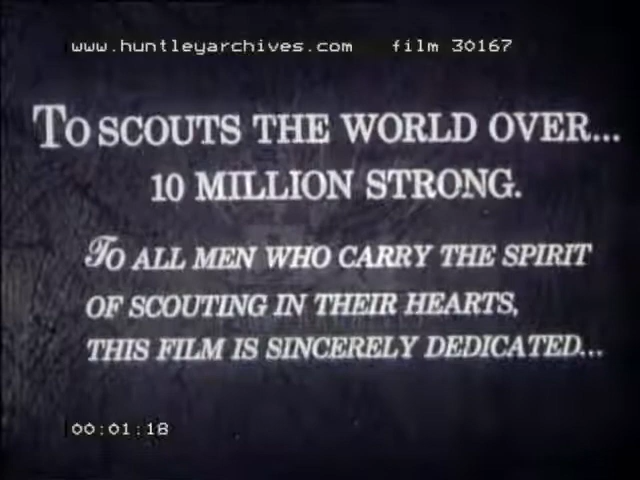 www.huntleyarchives.com film 30167
TO SCOUTS THE WORLD OVER...
10 MILLION STRONG.
TO ALL MEN WHO CARRY THE SPIRIT
OF SCOUTING IN THEIR HEARTS,
THIS FILM IS SINCERELY DEDICATED...
00:01:18